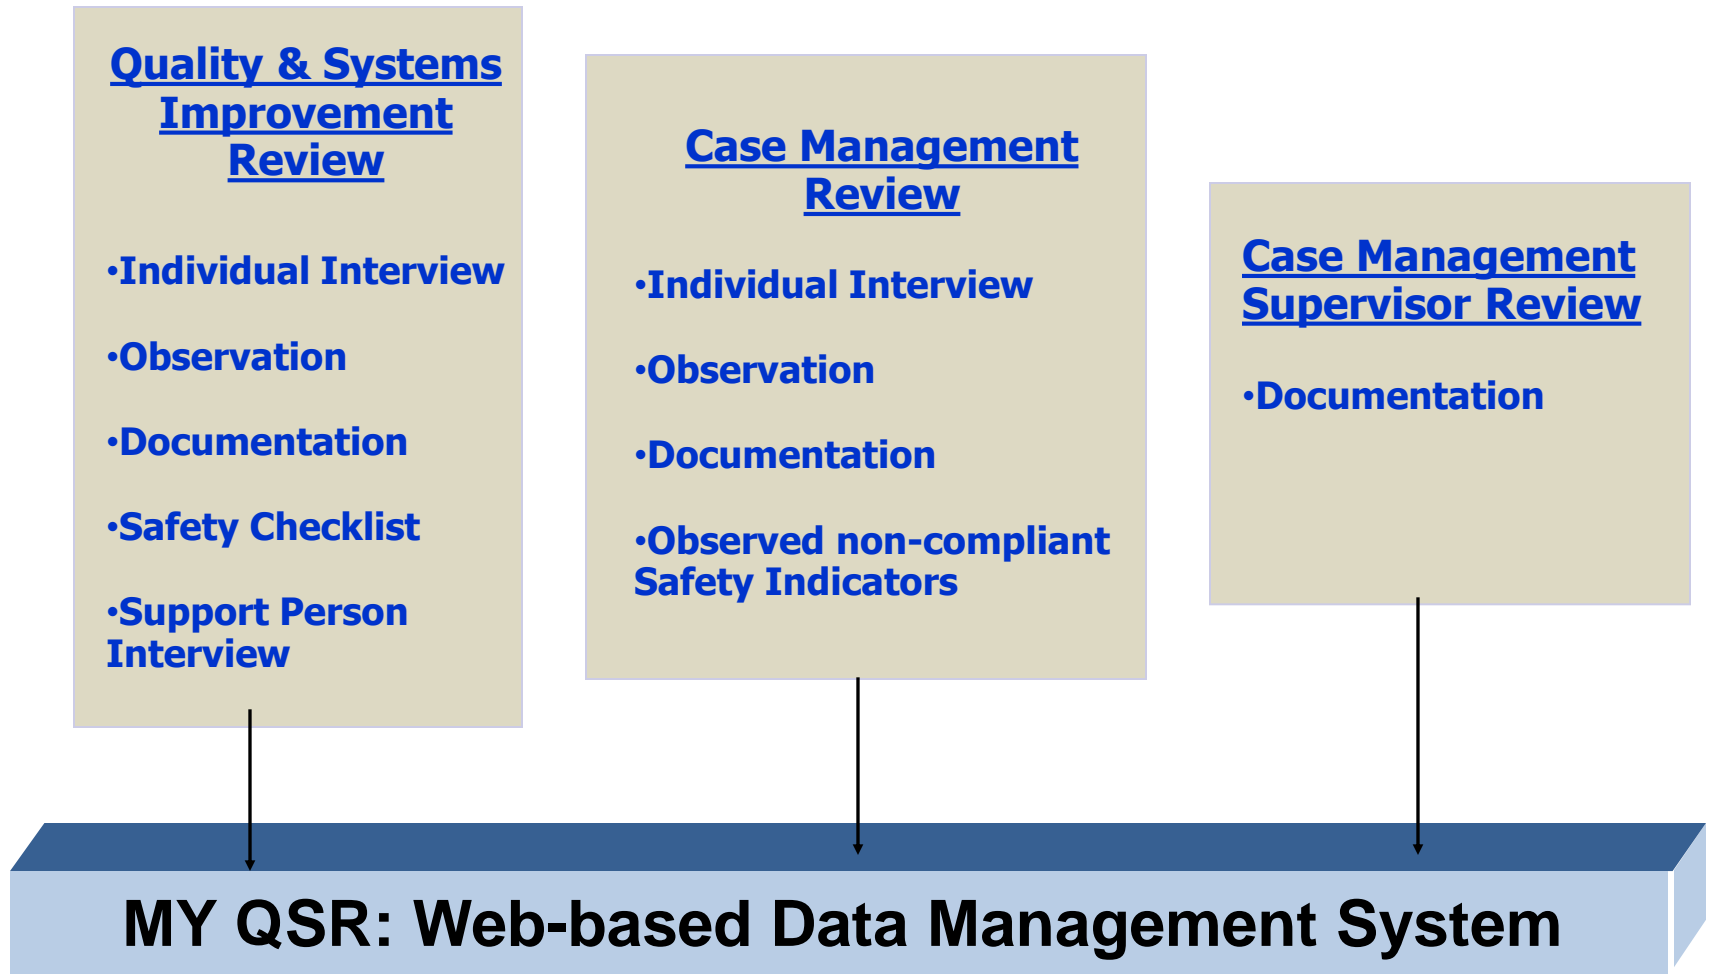 Quality & Systems
Improvement
Review
•Individual Interview
•Observation
•Documentation
•Safety Checklist
•Support Person
Interview
Case Management
Review
•Individual Interview
•Observation
•Documentation
•Observed non-compliant
Safety Indicators
Case Management
Supervisor Review
•Documentation
MY QSR: Web-based Data Management System